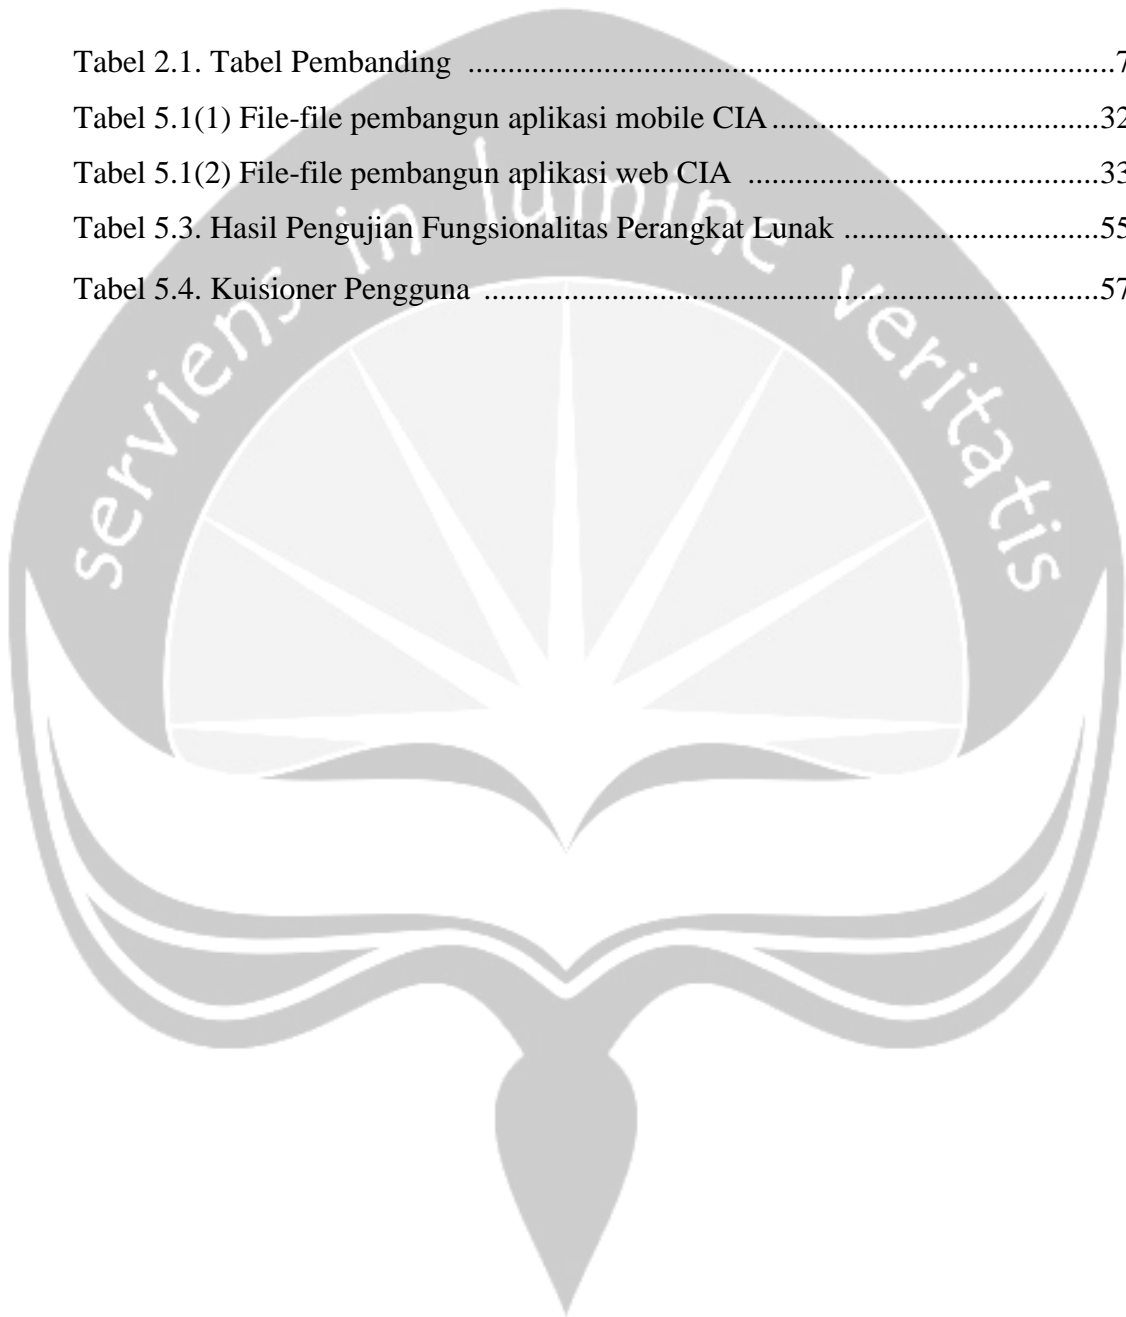 Tabel 2.1. Tabel Pembanding ..................................................................................7
Tabel 5.1(1) File-file pembangun aplikasi mobile CIA ..........................................32
Tabel 5.1(2) File-file pembangun aplikasi web CIA .............................................33
Tabel 5.3. Hasil Pengujian Fungsionalitas Perangkat Lunak ................................55
Tabel 5.4. Kuisioner Pengguna ..............................................................................57
serviens in lumine veritatis